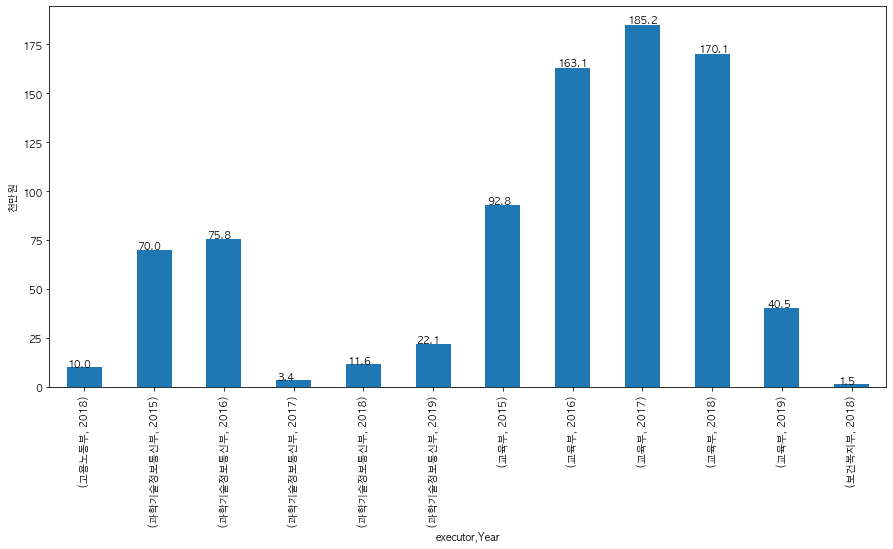 천만원
175
150
125
100
75
50
25
0
10.0
70.0
75.8
3.4
11.6
22.1
92.8
163.1
185.2
170.1
40.5
1.5
(고용노동부, 2018)
(과학기술정보통신부, 2015)
(과학기술정보통신부, 2016)
(과학기술정보통신부, 2017)
(과학기술정보통신부, 2018)
(과학기술정보통신부, 2019)
(교육부, 2015)
(교육부, 2016)
(교육부, 2017)
(교육부, 2018)
(교육부, 2019)
(보건복지부, 2018)
executor,Year